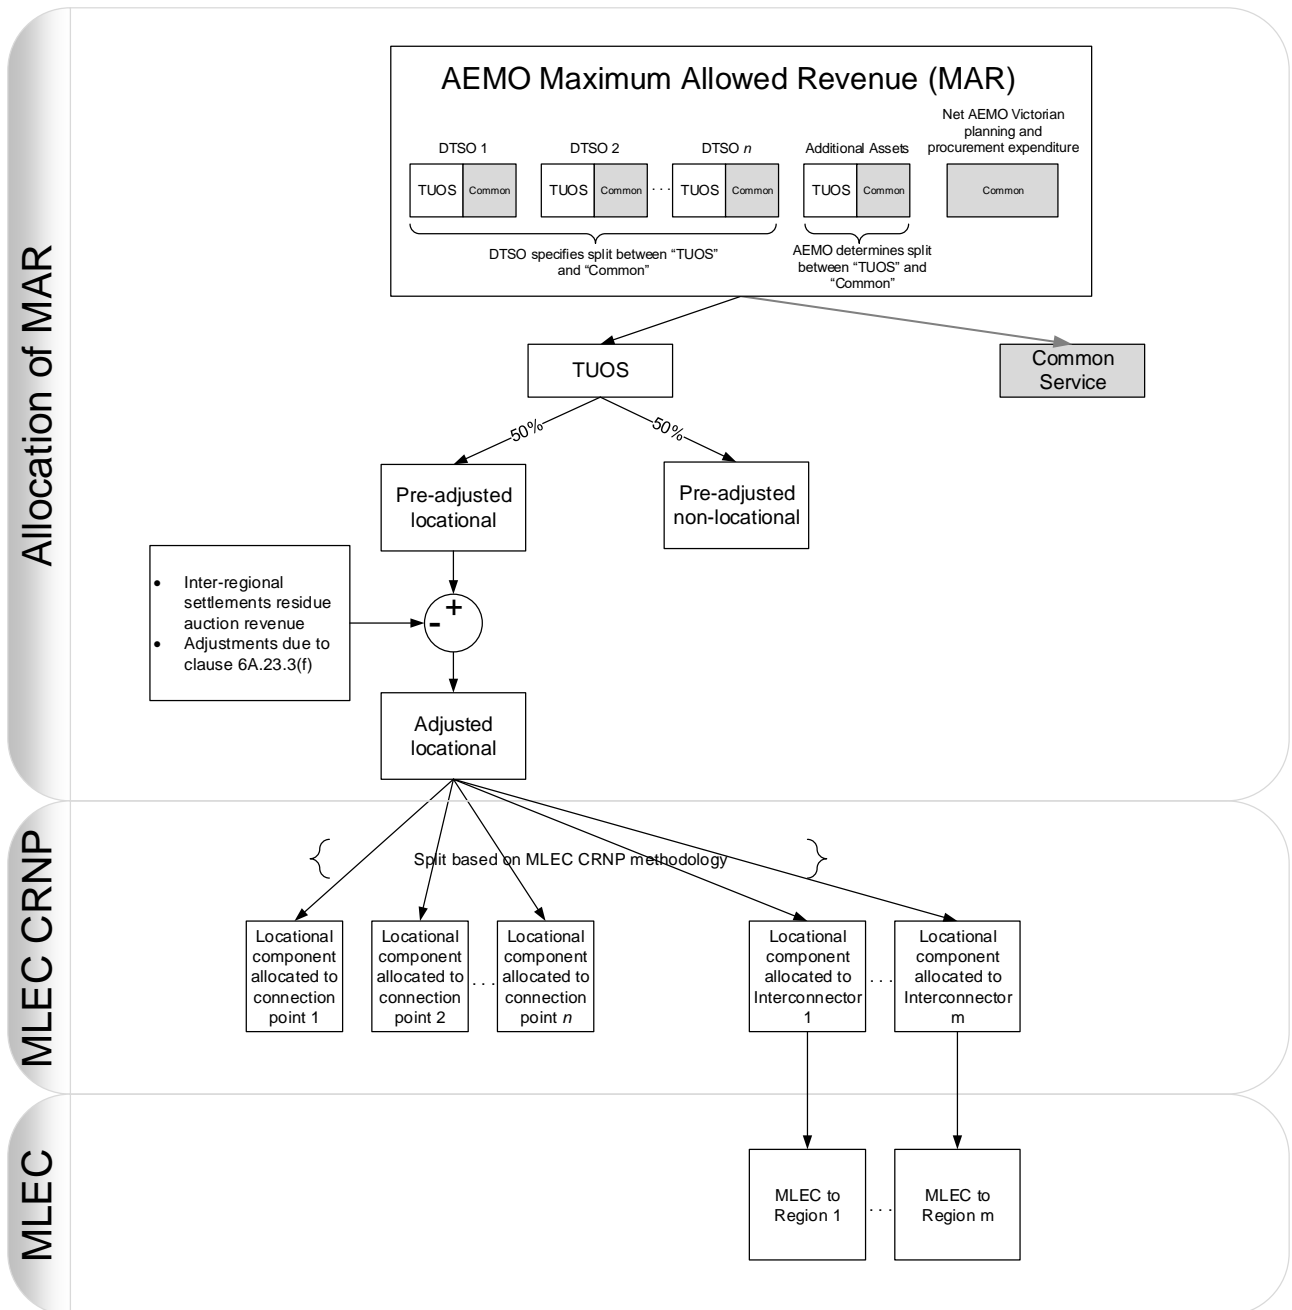 Allocation of MAR
AEMO Maximum Allowed Revenue (MAR)
DTSO 1
DTSO 2
DTSO n
Additional Assets
Net AEMO Victorian
planning and
procurement expenditure
TUOS
Common
TUOS
Common
. . .
TUOS
Common
TUOS
Common
Common
DTSO specifies split between “TUOS”
and “Common”
AEMO determines split
between “TUOS” and
“Common”
TUOS
Common
Service
50%
50%
Pre-adjusted
locational
Pre-adjusted
non-locational
• Inter-regional
settlements residue
auction revenue
• Adjustments due to
clause 6A.23.3(f)
+
-
Adjusted
locational
MLEC CRNP
Split based on MLEC CRNP methodology
Locational
component
allocated to
connection
point 1
Locational
component
allocated to
connection
point 2
. . .
Locational
component
allocated to
connection
point n
Locational
component
allocated to
Interconnector
1
. . .
Locational
component
allocated to
Interconnector
m
MLEC
MLEC to
Region 1
. . .
MLEC to
Region m